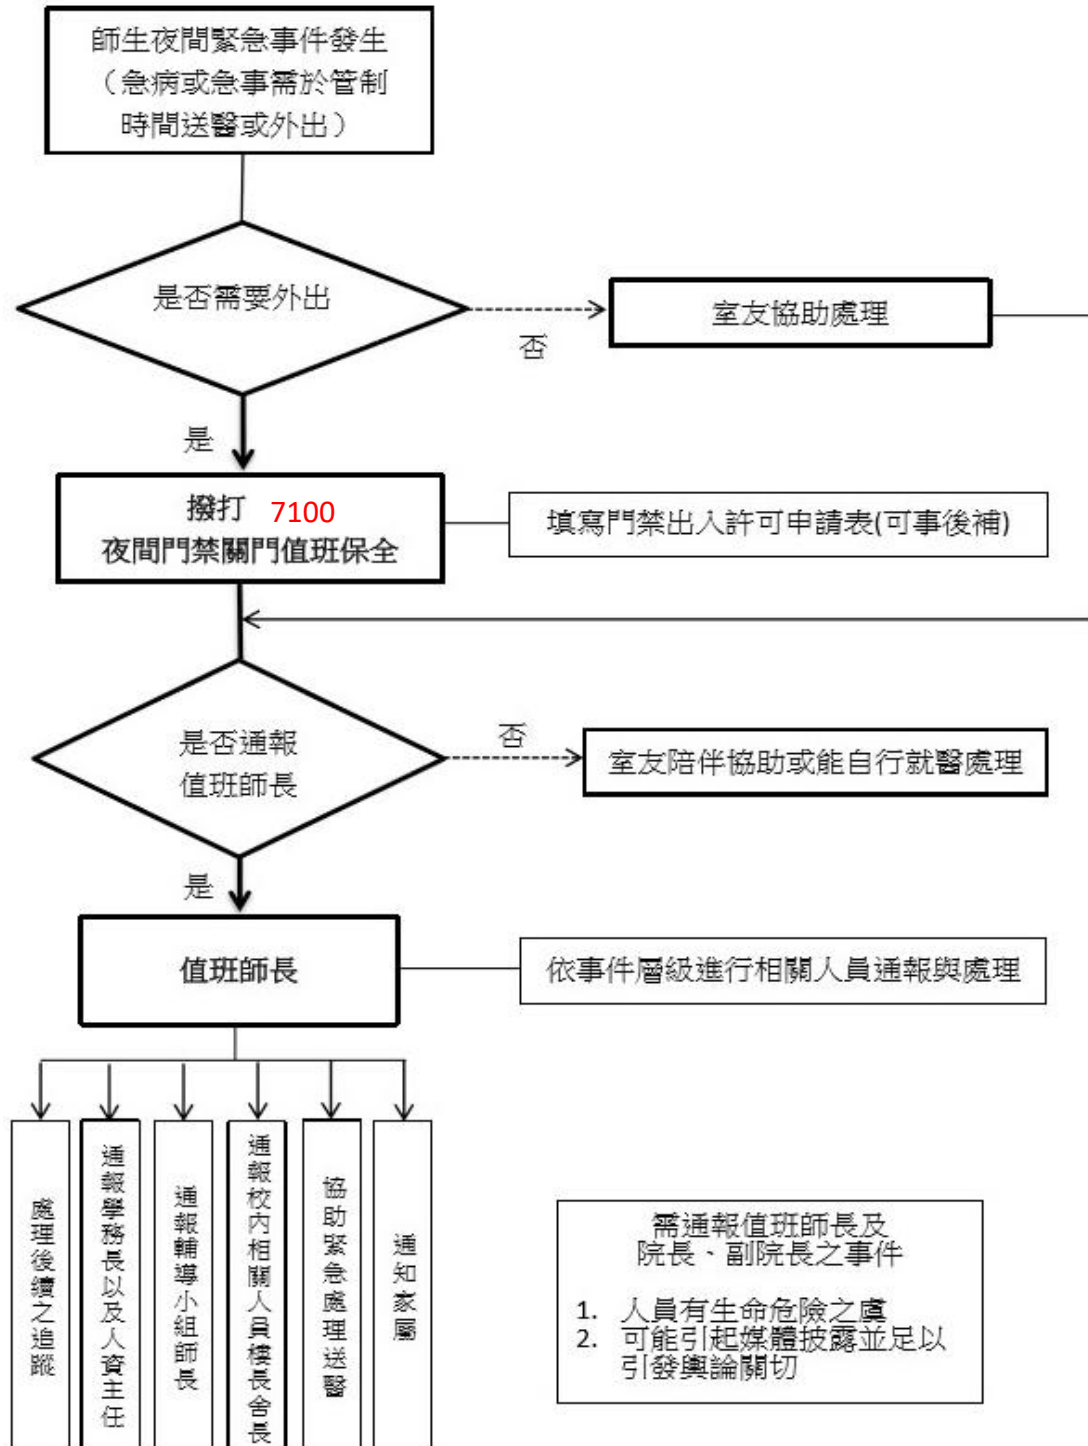 師生夜間緊急事件發生
（急病或急事需於管制
時間送醫或外出）
是否需要外出
否
室友協助處理
是
撥打 7100
夜間門禁關門值班保全
填寫門禁出入許可申請表(可事後補)
是否通報
值班師長
否
室友陪伴協助或能自行就醫處理
是
值班師長
依事件層級進行相關人員通報與處理
處理後續之追蹤
通報學務長以及人資主任
通報輔導小組師長
通報校內相關人員樓長舍長
協助緊急處理送醫
通知家屬
需通報值班師長及
院長、副院長之事件
1. 人員有生命危險之虞
2. 可能引起媒體披露並足以
引發輿論關切